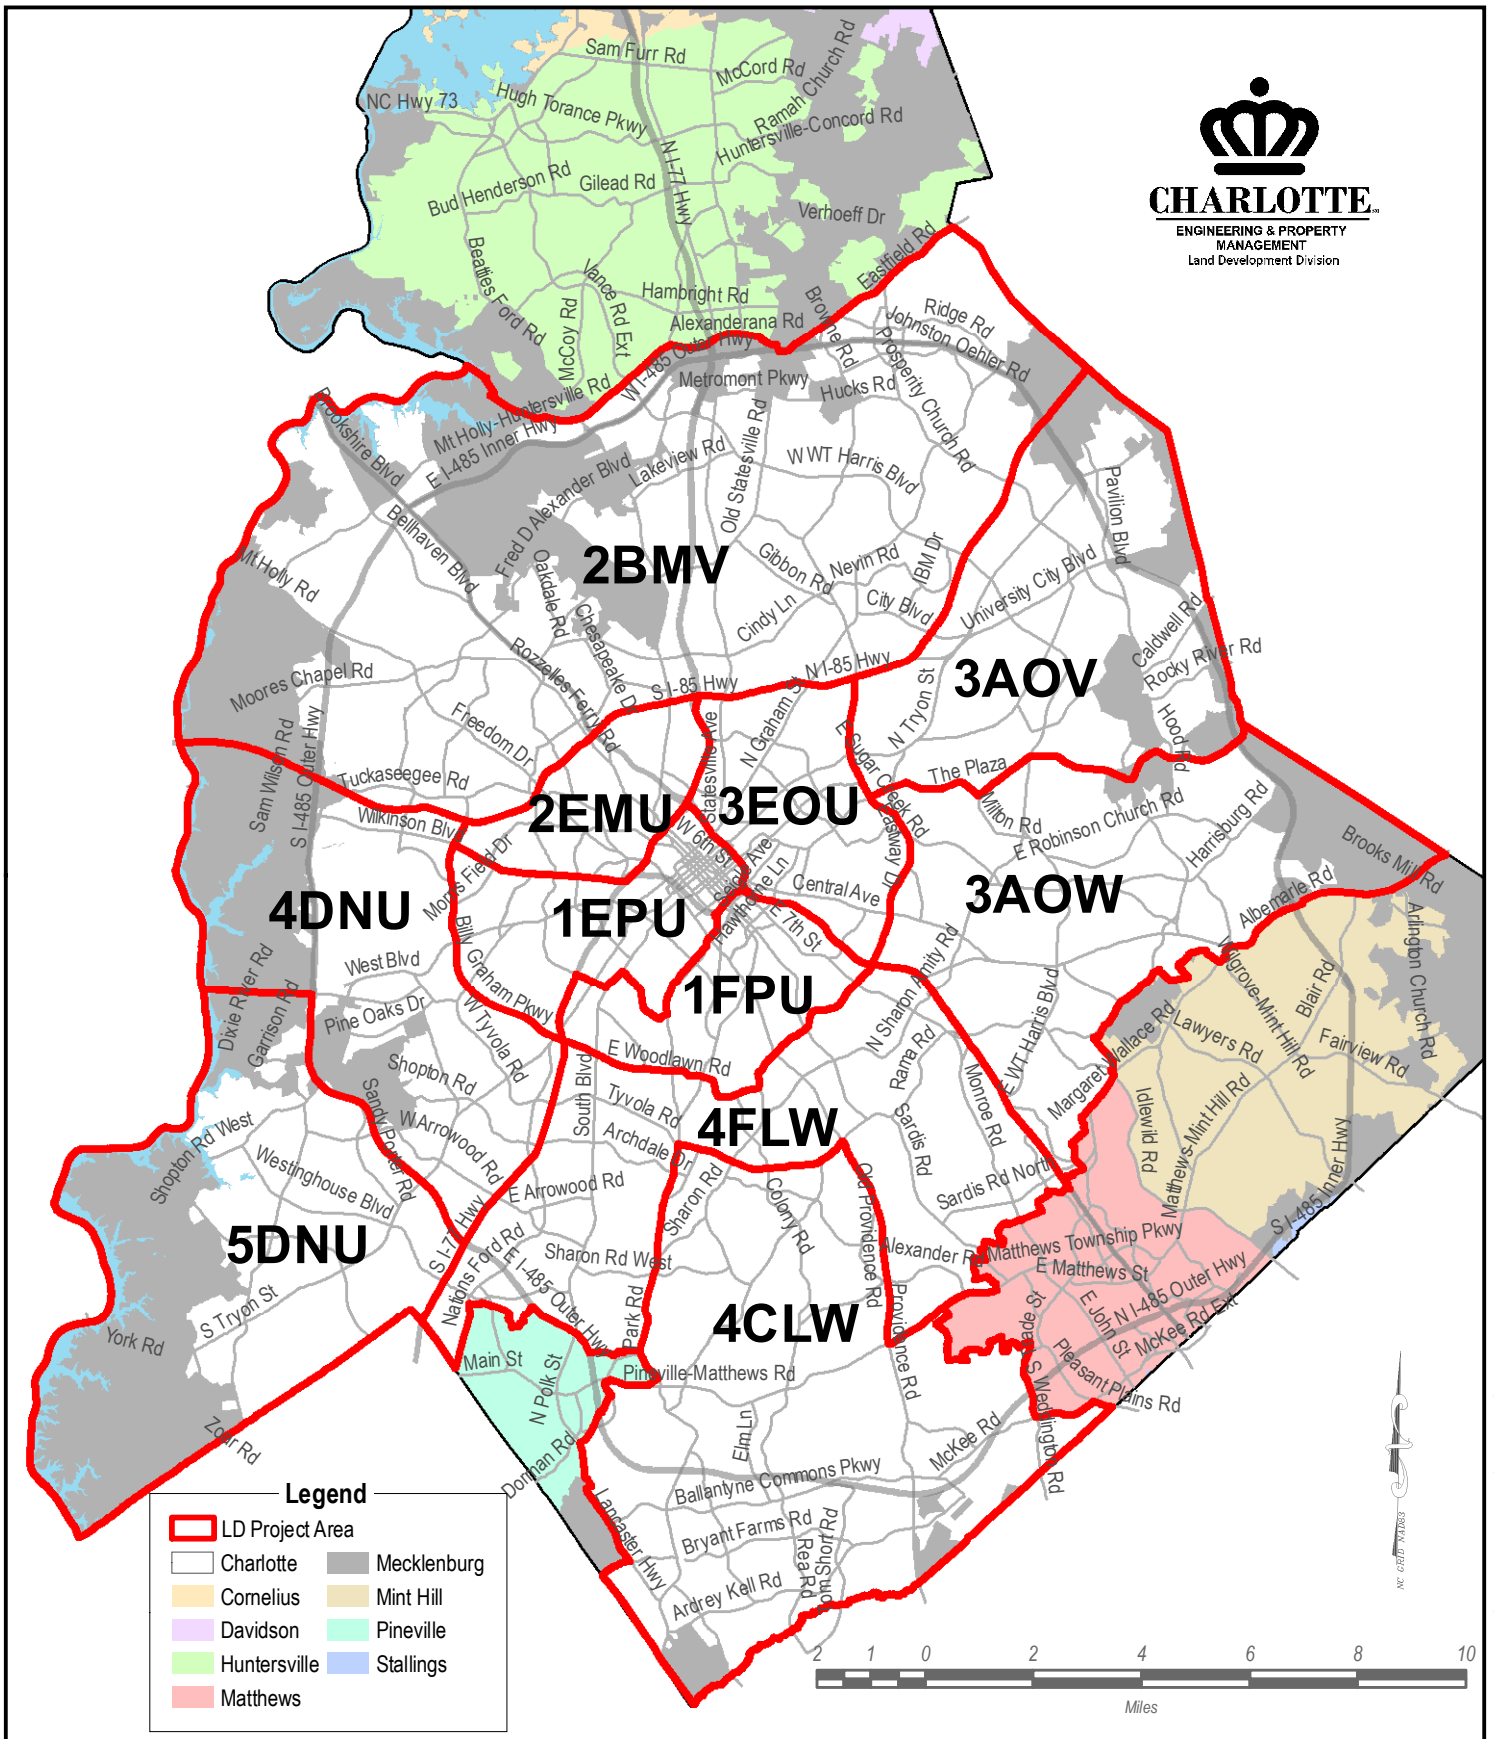 Sam Furr Rd
McCord Rd
Ramah Church Rd
NC Hwy 73
Hugh Torance Pkwy
Huntersville-Concord Rd
N I-77 Hwy
Bud Henderson Rd
Gilead Rd
Verhoeff Dr
CHARLOTTE
ENGINEERING & PROPERTY
MANAGEMENT
Land Development Division
Beatties Ford Rd
Vance Rd Ext
McCoy Rd
Hambright Rd
Alexanderana Rd
Eastfield Rd
Browne Rd
Ridge Rd
Johnston Oehler Rd
Prosperity Church Rd
W I-485 Outer Hwy
Metromont Pkwy
Hucks Rd
Mt Holly-Huntersville Rd
E I-485 Inner Hwy
Brookshire Blvd
Bellhaven Blvd
Fred D Alexander Blvd
Lakeview Rd
Old Statesville Rd
W WT Harris Blvd
Pavilion Blvd
Mt Holly Rd
2BMV
Oakdale Rd
Chesapeake Dr
Gibbon Rd
Nevin Rd
IBM Dr
Cindy Ln
City Blvd
University City Blvd
Caldwell Rd
Rocky River Rd
Moores Chapel Rd
Rozzelles Ferry Rd
S I-85 Hwy
N I-85 Hwy
3AOV
Hood Rd
Sam Wilson Rd
S I-485 Outer Hwy
Freedom Dr
Statesville Ave
N Graham St
E Sugar Creek Rd
N Tryon St
The Plaza
Tuckaseegee Rd
Wilkinson Blvd
2EMU
3EOU
W 6th St
Milton Rd
E Robinson Church Rd
Harrisburg Rd
Brooks Mill Rd
Eastway Dr
Morris Field Dr
Hawthorne Ln
Central Ave
4DNU
1EPU
3AOW
E 7th St
Albemarle Rd
Arlington Church Rd
Billy Graham Pkwy
West Blvd
Dixie River Rd
Garrison Rd
Pine Oaks Dr
W Tyvola Rd
1FPU
N Sharon Amity Rd
E WT Harris Blvd
Wilgrove-Mint Hill Rd
Blair Rd
Lawyers Rd
Fairview Rd
Margaret Wallace Rd
Rama Rd
Monroe Rd
Idlewild Rd
Matthews-Mint Hill Rd
E Woodlawn Rd
South Blvd
Shopton Rd
Tyvola Rd
Archdale Dr
4FLW
Sardis Rd
Sardis Rd North
Sandy Porter Rd
W Arrowood Rd
E Arrowood Rd
Shopton Rd West
Westinghouse Blvd
5DNU
S I-77 Hwy
Nations Ford Rd
E I-485 Outer Hwy
Sharon Rd West
Sharon Rd
Colony Rd
Old Providence Rd
Providence Rd
Alexander Rd
Matthews Township Pkwy
E Matthews St
N I-485 Outer Hwy
S I-485 Inner Hwy
E John St
McKee Rd Ext
Pleasant Plains Rd
S Tryon St
York Rd
Zoar Rd
Park Rd
4CLW
Main St
N Polk St
Pineville-Matthews Rd
Dorman Rd
Lancaster Hwy
Elm Ln
McKee Rd
S Weddington Rd
Ballantyne Commons Pkwy
Bryant Farms Rd
Rea Rd
Tom Short Rd
Ardrey Kell Rd
Legend
LD Project Area
Charlotte
Mecklenburg
Cornelius
Mint Hill
Davidson
Pineville
Huntersville
Stallings
Matthews
2 1 0 2 4 6 8 10
Miles
NC GRID NAD83